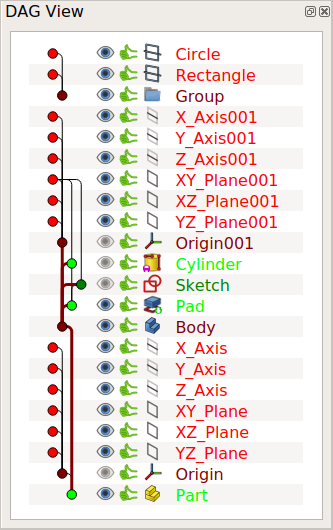 DAG View
Circle
Rectangle
Group
X_Axis001
Y_Axis001
Z_Axis001
XY_Plane001
XZ_Plane001
YZ_Plane001
Origin001
Cylinder
Sketch
Pad
Body
X_Axis
Y_Axis
Z_Axis
XY_Plane
XZ_Plane
YZ_Plane
Origin
Part